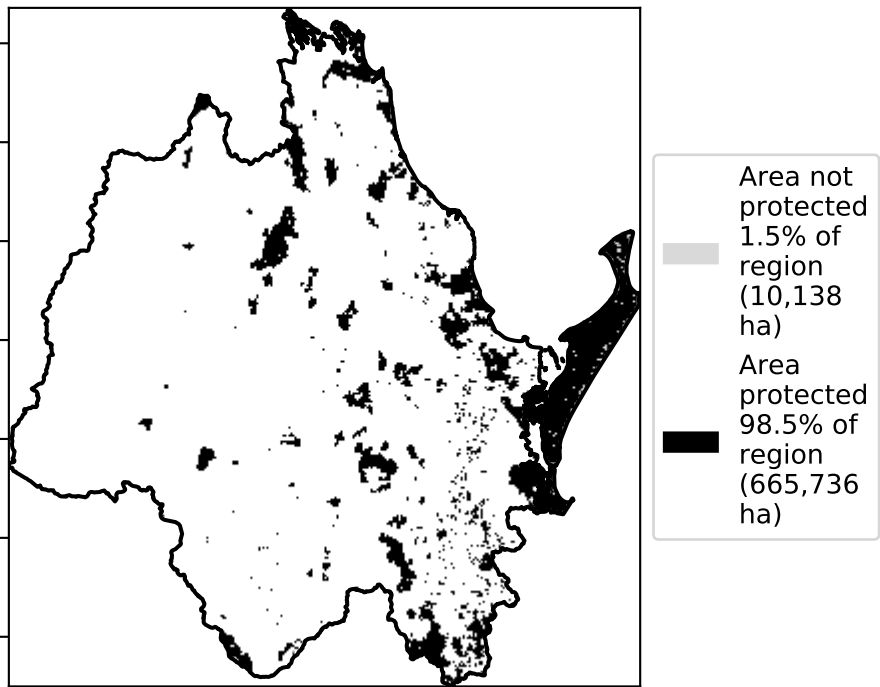 Area not
protected
1.5% of
region
(10,138
ha)
Area
protected
98.5% of
region
(665,736
ha)